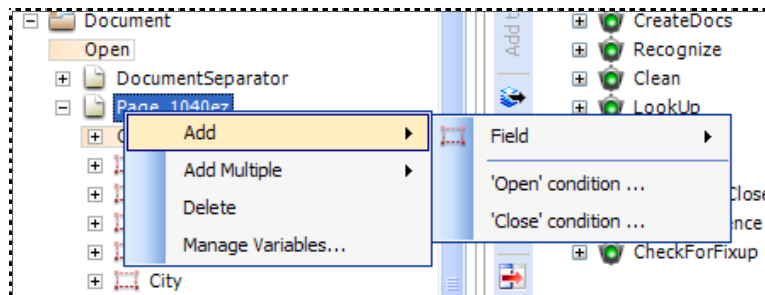 Document
Open
DocumentSeparator
Page_1040ez
Add
Add Multiple
Delete
Manage Variables...
City
Field
'Open' condition ...
'Close' condition ...
Add t
CreateDocs
Recognize
Clean
LookUp
CheckForFixup